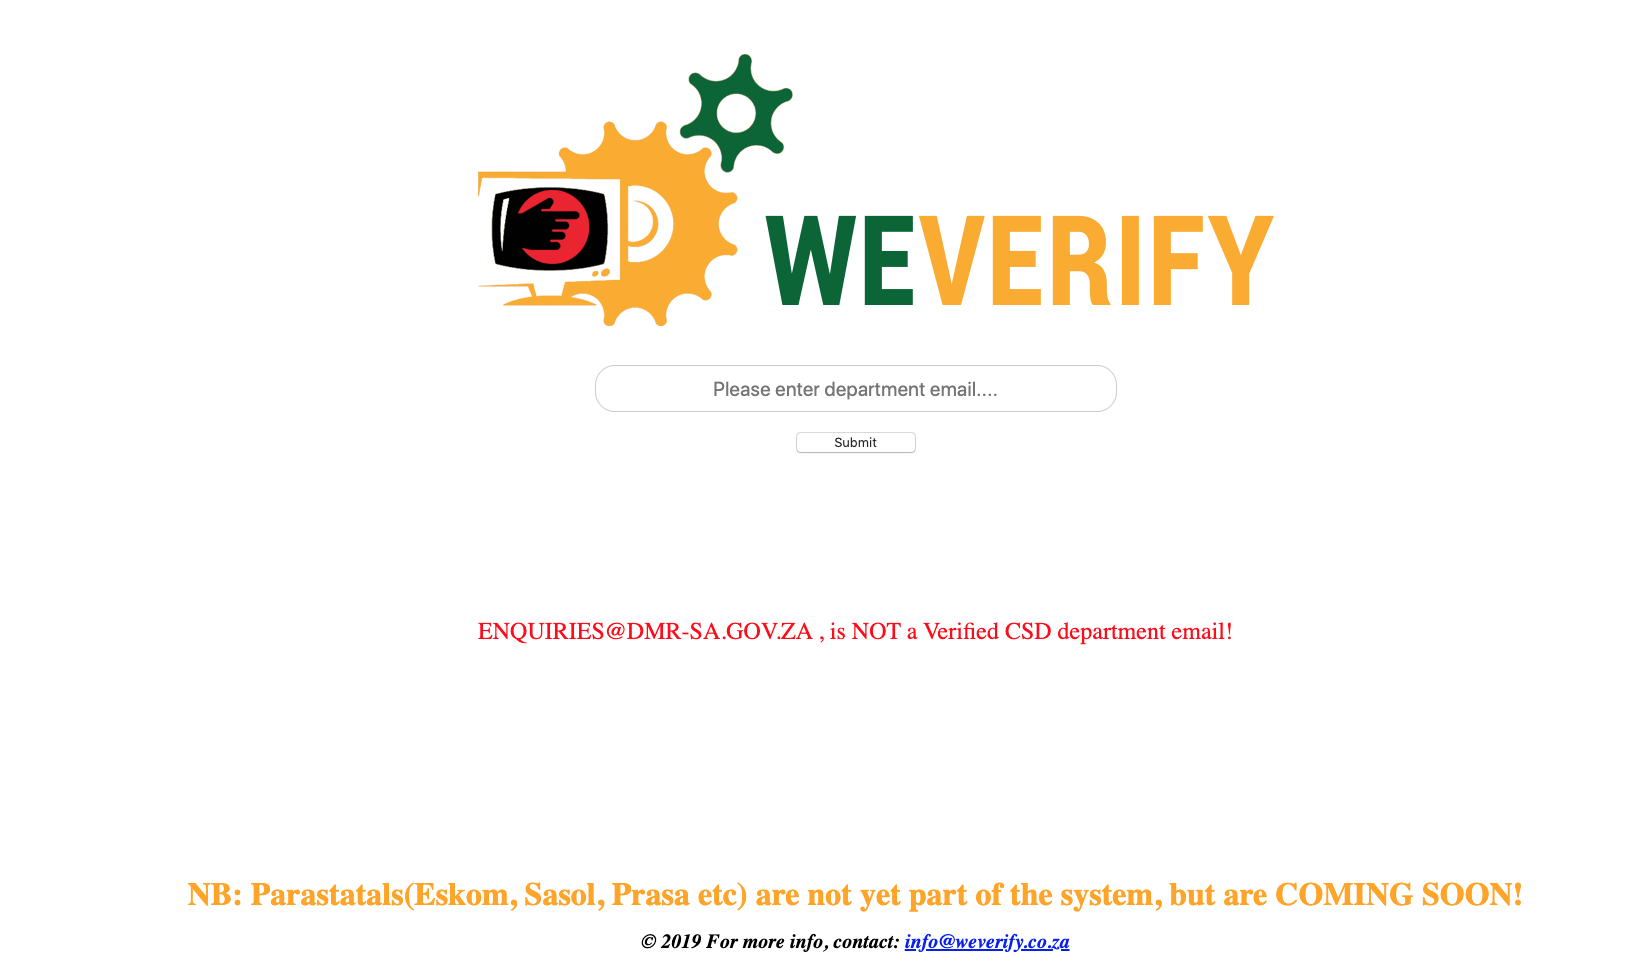 WEVERIFY
Please enter department email....
Submit
ENQUIRIES@DMR-SA.GOV.ZA , is NOT a Verified CSD department email!
NB: Parastatals(Eskom, Sasol, Prasa etc) are not yet part of the system, but are COMING SOON!
© 2019 For more info, contact: info@weverify.co.za